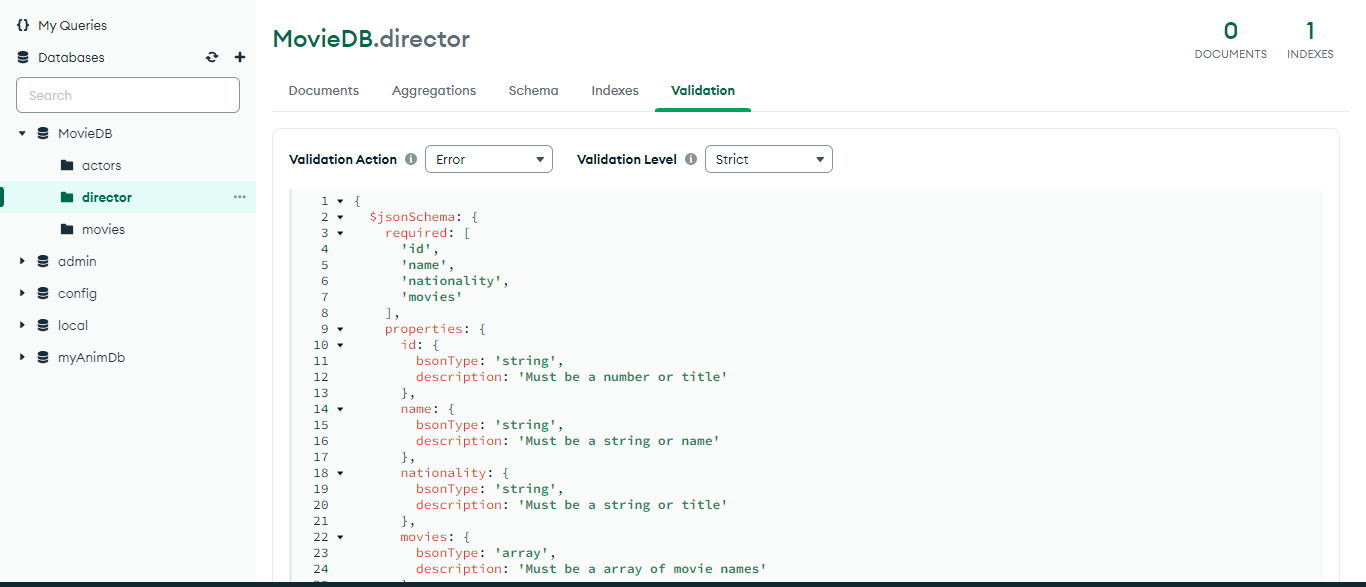 {} My Queries
Databases
Search
MovieDB
actors
director
movies
admin
config
local
myAnimDb
MovieDB.director
0
DOCUMENTS
1
INDEXES
Documents Aggregations Schema Indexes Validation
Validation Action Error Validation Level Strict
1 {
2 $jsonSchema: {
3 required: [
4 'id',
5 'name',
6 'nationality',
7 'movies'
8 ],
9 properties: {
10 id: {
11 bsonType: 'string',
12 description: 'Must be a number or title'
13 },
14 name: {
15 bsonType: 'string',
16 description: 'Must be a string or name'
17 },
18 nationality: {
19 bsonType: 'string',
20 description: 'Must be a string or title'
21 },
22 movies: {
23 bsonType: 'array',
24 description: 'Must be a array of movie names'